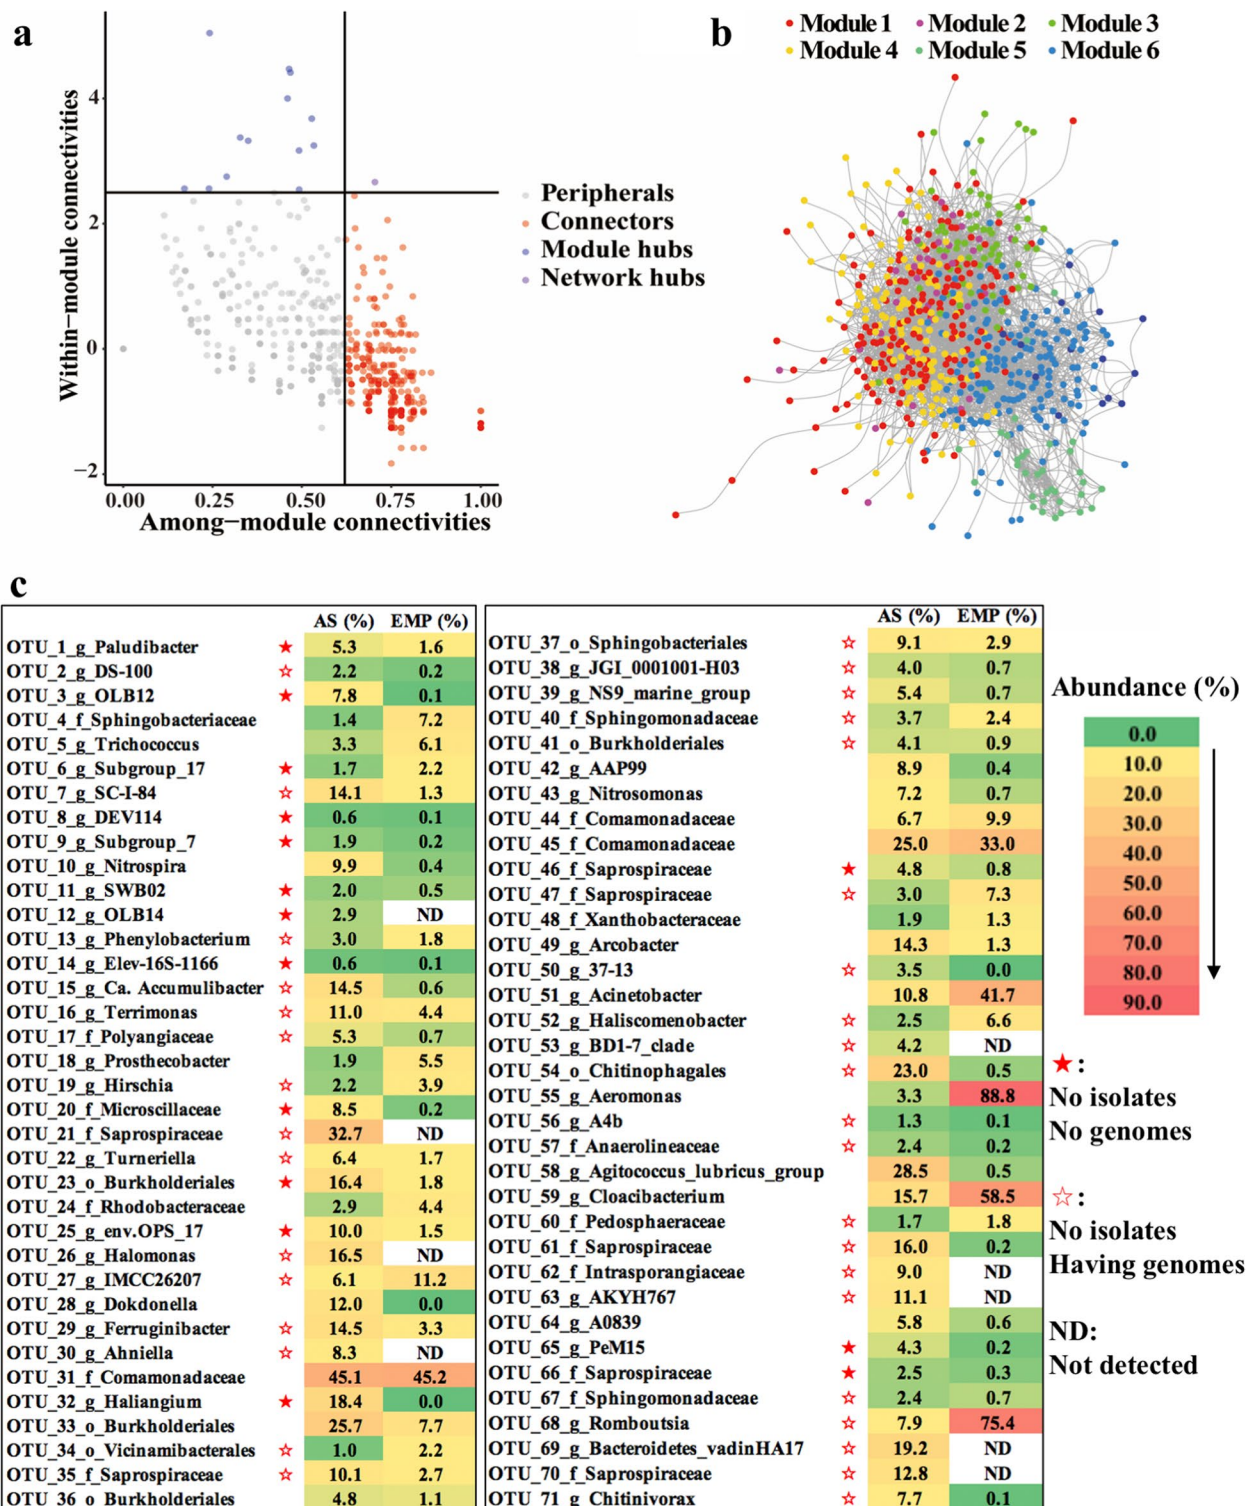 a
Within−module connectivities
4
2
0
−2
0.00 0.25 0.50 0.75 1.00
Among−module connectivities
Peripherals
Connectors
Module hubs
Network hubs
b
Module 1 Module 2 Module 3
Module 4 Module 5 Module 6
c
AS (%) EMP (%)
OTU_1_g_Paludibacter ★ 5.3 1.6
OTU_2_g_DS-100 ☆ 2.2 0.2
OTU_3_g_OLB12 ★ 7.8 0.1
OTU_4_f_Sphingobacteriaceae 1.4 7.2
OTU_5_g_Trichococcus 3.3 6.1
OTU_6_g_Subgroup_17 ★ 1.7 2.2
OTU_7_g_SC-I-84 ☆ 14.1 1.3
OTU_8_g_DEV114 ★ 0.6 0.1
OTU_9_g_Subgroup_7 ★ 1.9 0.2
OTU_10_g_Nitrospira 9.9 0.4
OTU_11_g_SWB02 ★ 2.0 0.5
OTU_12_g_OLB14 ★ 2.9 ND
OTU_13_g_Phenylobacterium ☆ 3.0 1.8
OTU_14_g_Elev-16S-1166 ★ 0.6 0.1
OTU_15_g_Ca. Accumulibacter ☆ 14.5 0.6
OTU_16_g_Terrimonas ☆ 11.0 4.4
OTU_17_f_Polyangiaceae ☆ 5.3 0.7
OTU_18_g_Prosthecobacter 1.9 5.5
OTU_19_g_Hirschia ☆ 2.2 3.9
OTU_20_f_Microscillaceae ★ 8.5 0.2
OTU_21_f_Saprospiraceae ☆ 32.7 ND
OTU_22_g_Turneriella ☆ 6.4 1.7
OTU_23_o_Burkholderiales ★ 16.4 1.8
OTU_24_f_Rhodobacteraceae 2.9 4.4
OTU_25_g_env.OPS_17 ★ 10.0 1.5
OTU_26_g_Halomonas ☆ 16.5 ND
OTU_27_g_IMCC26207 ☆ 6.1 11.2
OTU_28_g_Dokdonella 12.0 0.0
OTU_29_g_Ferruginibacter ☆ 14.5 3.3
OTU_30_g_Ahniella ☆ 8.3 ND
OTU_31_f_Comamonadaceae 45.1 45.2
OTU_32_g_Haliangium ★ 18.4 0.0
OTU_33_o_Burkholderiales 25.7 7.7
OTU_34_o_Vicinamibacterales ☆ 1.0 2.2
OTU_35_f_Saprospiraceae ☆ 10.1 2.7
OTU_36_o_Burkholderiales 4.8 1.1
AS (%) EMP (%)
OTU_37_o_Sphingobacteriales ☆ 9.1 2.9
OTU_38_g_JGI_0001001-H03 ☆ 4.0 0.7
OTU_39_g_NS9_marine_group ☆ 5.4 0.7
OTU_40_f_Sphingomonadaceae ☆ 3.7 2.4
OTU_41_o_Burkholderiales ☆ 4.1 0.9
OTU_42_g_AAP99 8.9 0.4
OTU_43_g_Nitrosomonas 7.2 0.7
OTU_44_f_Comamonadaceae 6.7 9.9
OTU_45_f_Comamonadaceae 25.0 33.0
OTU_46_f_Saprospiraceae ★ 4.8 0.8
OTU_47_f_Saprospiraceae ☆ 3.0 7.3
OTU_48_f_Xanthobacteraceae 1.9 1.3
OTU_49_g_Arcobacter 14.3 1.3
OTU_50_g_37-13 ☆ 3.5 0.0
OTU_51_g_Acinetobacter 10.8 41.7
OTU_52_g_Haliscomenobacter ☆ 2.5 6.6
OTU_53_g_BD1-7_clade ☆ 4.2 ND
OTU_54_o_Chitinophagales ☆ 23.0 0.5
OTU_55_g_Aeromonas 3.3 88.8
OTU_56_g_A4b ☆ 1.3 0.1
OTU_57_f_Anaerolineaceae ☆ 2.4 0.2
OTU_58_g_Agitococcus_lubricus_group 28.5 0.5
OTU_59_g_Cloacibacterium 15.7 58.5
OTU_60_f_Pedosphaeraceae ☆ 1.7 1.8
OTU_61_f_Saprospiraceae ☆ 16.0 0.2
OTU_62_f_Intrasporangiaceae ☆ 9.0 ND
OTU_63_g_AKYH767 ☆ 11.1 ND
OTU_64_g_A0839 5.8 0.6
OTU_65_g_PeM15 ★ 4.3 0.2
OTU_66_f_Saprospiraceae ★ 2.5 0.3
OTU_67_f_Sphingomonadaceae ☆ 2.4 0.7
OTU_68_g_Romboutsia ☆ 7.9 75.4
OTU_69_g_Bacteroidetes_vadinHA17 ☆ 19.2 ND
OTU_70_f_Saprospiraceae ☆ 12.8 ND
OTU_71_g_Chitinivorax ☆ 7.7 0.1
Abundance (%)
0.0
10.0
20.0
30.0
40.0
50.0
60.0
70.0
80.0
90.0
★:
No isolates
No genomes
☆:
No isolates
Having genomes
ND:
Not detected